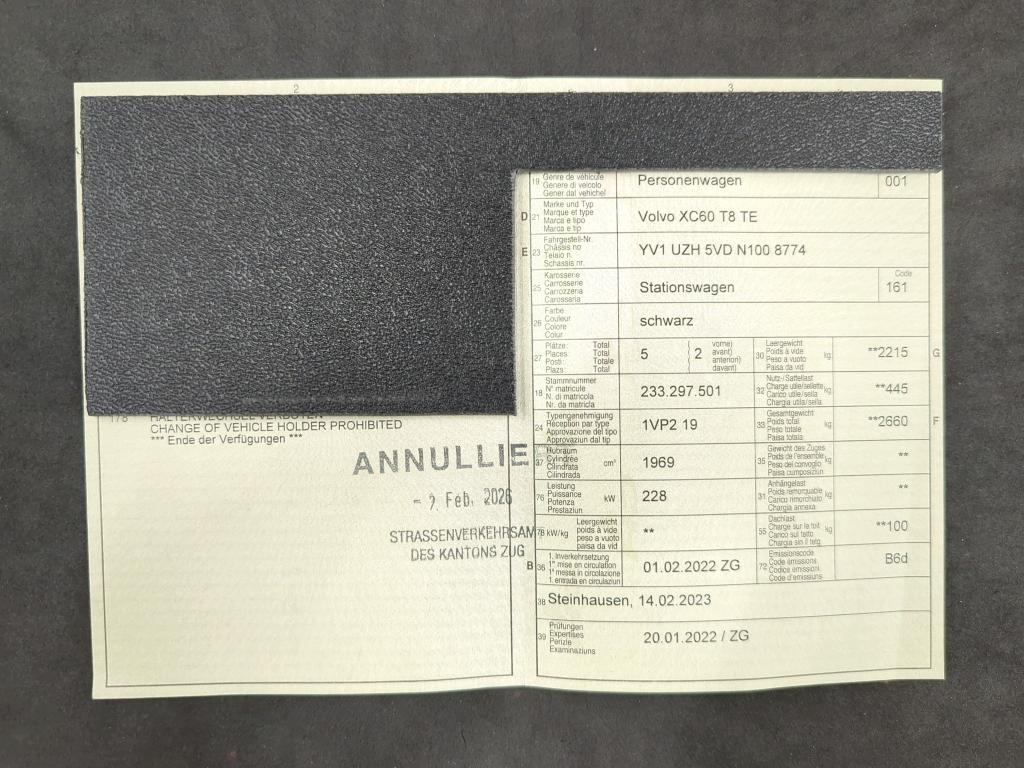 2
3
19 Genre de véhicule
Genere di veicolo
Gener dal vehichel
Personenwagen
001
D 21 Marke und Typ
Marque et type
Marca e tipo
Marca e tip
Volvo XC60 T8 TE
E 23 Fahrgestell-Nr.
Châssis no
Telaio n.
Schassis nr.
YV1 UZH 5VD N100 8774
25 Karosserie
Carrosserie
Carrozzeria
Carossaria
Stationswagen
Code
161
26 Farbe
Couleur
Colore
Colur
schwarz
27 Plätze: Total
Places: Total
Posti: Totale
Plazs: Total
5
2
vorne)
avant)
anteriori)
davant)
30 Leergewicht
Poids à vide
Peso a vuoto
Paisa da vid
kg
**2215
G
18 Stammnummer
N° matricule
N. di matricola
Nr. da matricla
233.297.501
32 Nutz-/Sattellast
Charge utile/sellette
Carico utile/sella
Chargia utila/sella
kg
**445
24 Typengenehmigung
Réception par type
Approvazione del tipo
Approvaziun dal tip
1VP2 19
33 Gesamtgewicht
Poids total
Peso totale
Paisa totala
kg
**2660
F
37 Hubraum
Cylindrée
Cilindrata
Cilindrada
cm³
1969
35 Gewicht des Zuges
Poids de l'ensemble
Peso del convoglio
Paisa cumposiziun
kg
**
76 Leistung
Puissance
Potenza
Prestaziun
kW
228
31 Anhängelast
Poids remorquable
Carico rimorchiato
Chargia annexa
kg
**
78 kW/kg
Leergewicht
poids à vide
peso a vuoto
paisa da vid
**
55 Dachlast
Charge sur le toit
Carico sul tetto
Chargia sin il tetg
kg
**100
B 36 1. Inverkehrsetzung
1re mise en circulation
1a messa in circolazione
1. entrada en circulaziun
01.02.2022 ZG
72 Emissionscode
Code émissions
Codice emissioni
Code d'emissiuns
B6d
38 Steinhausen, 14.02.2023
39 Prüfungen
Expertises
Perizie
Examinaziuns
20.01.2022 / ZG
178 HALTERWECHSEL VERBOTEN
CHANGE OF VEHICLE HOLDER PROHIBITED
*** Ende der Verfügungen ***
ANNULLIE
Feb. 2026
STRASSENVERKEHRSAM
DES KANTONS ZUG